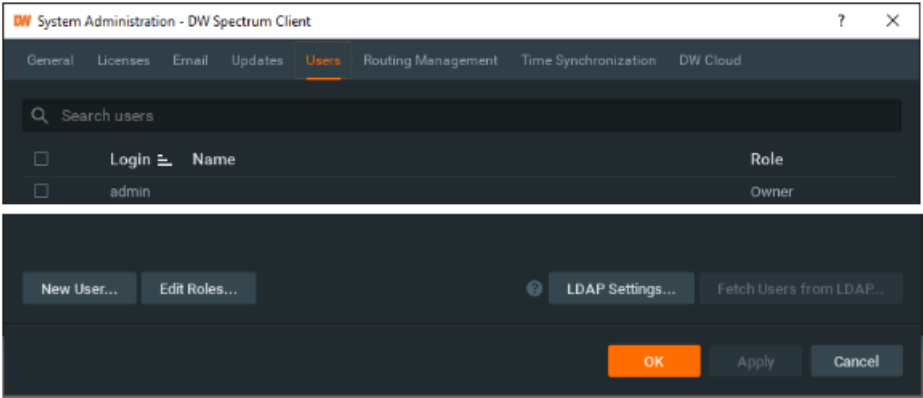 DW System Administration - DW Spectrum Client ? ×
General Licenses Email Updates Users Routing Management Time Synchronization DW Cloud
Search users
Login Name Role
admin Owner
New User... Edit Roles... ? LDAP Settings... Fetch Users from LDAP...
OK Apply Cancel